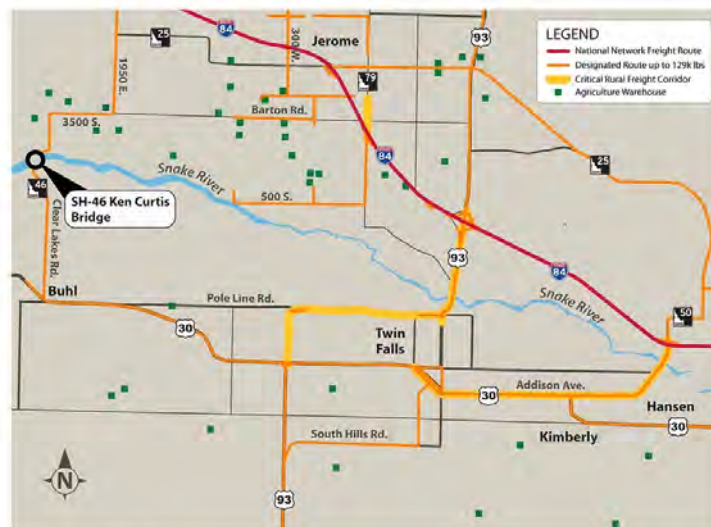 25
84
300 W.
Jerome
93
LEGEND
National Network Freight Route
Designated Route up to 129k lbs
Critical Rural Freight Corridor
Agriculture Warehouse
1950 E.
79
Barton Rd.
3500 S.
84
25
46
SH-46 Ken Curtis
Bridge
Snake River
500 S.
Clear Lakes Rd.
93
84
Buhl
Pole Line Rd.
Snake River
50
30
Twin
Falls
Addison Ave.
30
Hansen
South Hills Rd.
Kimberly
30
N
93